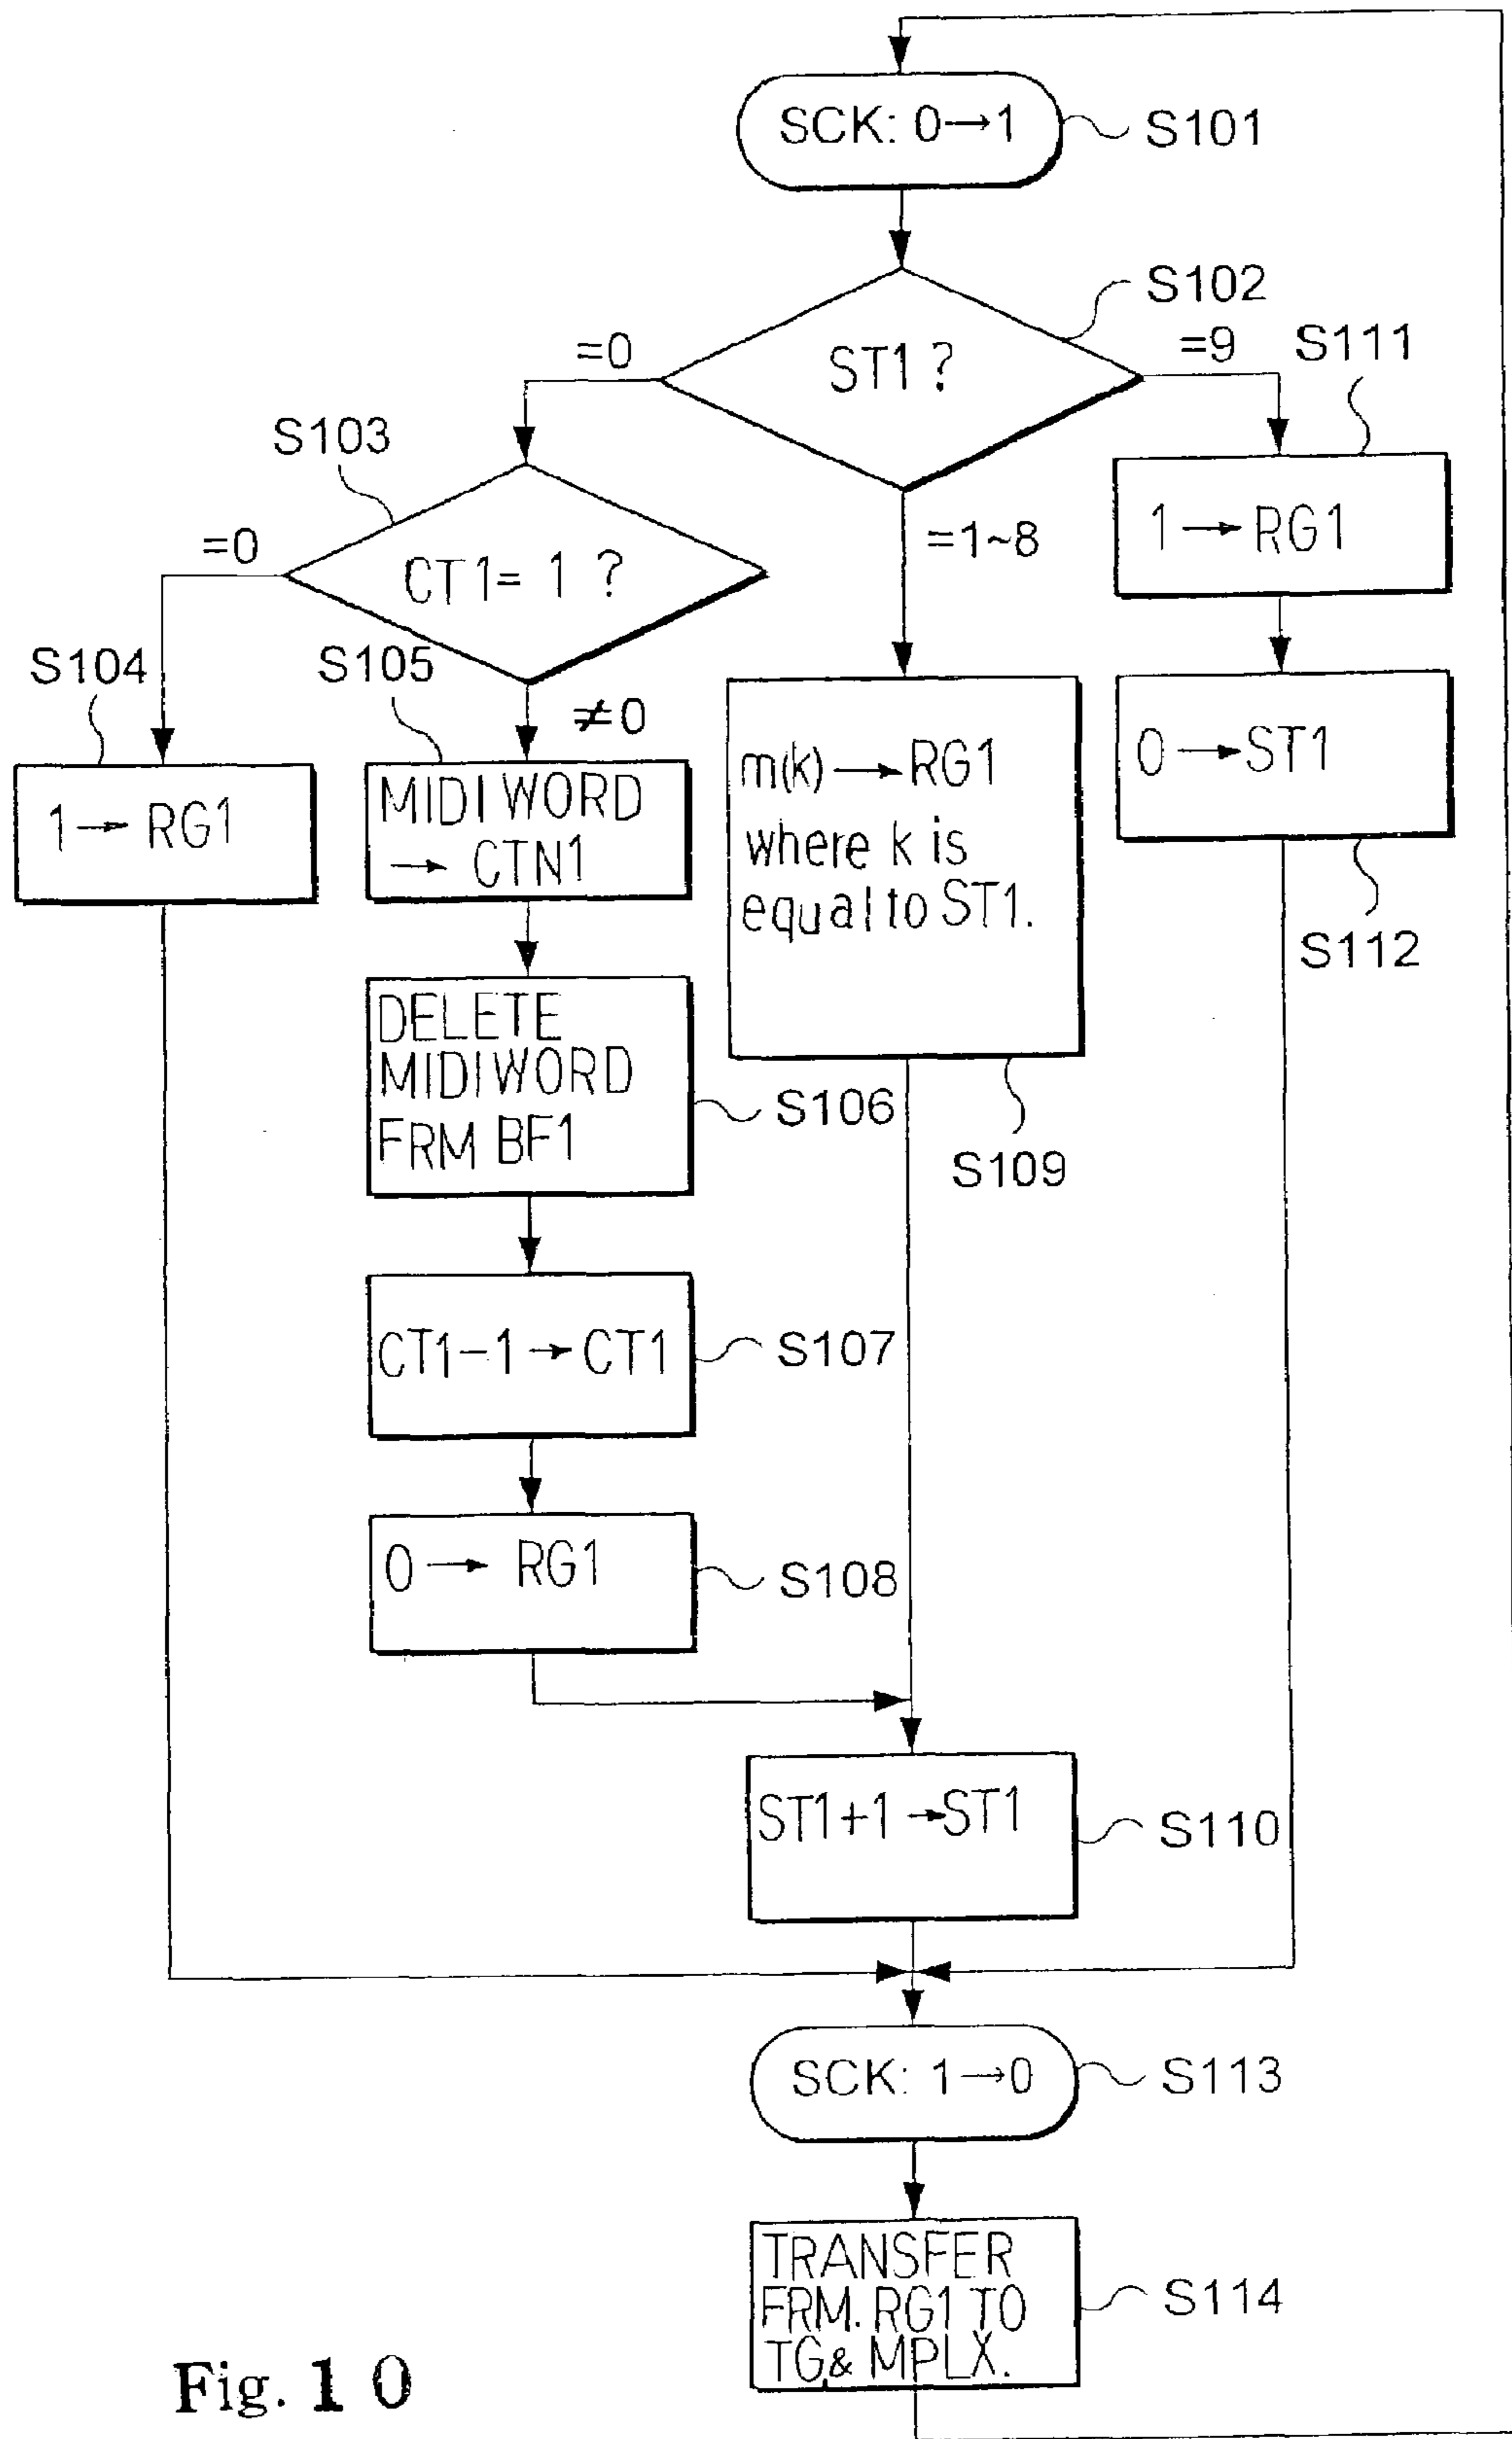 SCK: 0→1
S101
S102
ST1 ?
=0
=9
S111
S103
1 → RG1
=1~8
=0
CT1= 1 ?
S104
S105
≠0
0 → ST1
1 → RG1
MIDI WORD
→ CTN1
m(k) → RG1
where k is
equal to ST1.
S112
DELETE
MIDI WORD
FRM BF1
S106
S109
CT1-1 → CT1
S107
0 → RG1
S108
ST1+1 → ST1
S110
SCK: 1→0
S113
TRANSFER
FRM. RG1 TO
TG.& MPLX.
S114
Fig. 10